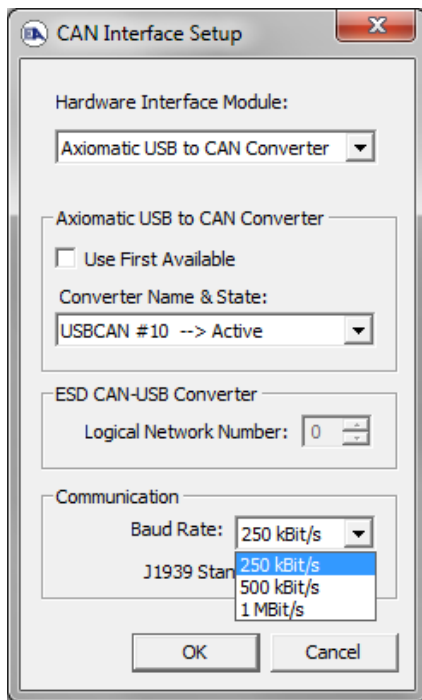 CAN Interface Setup
Hardware Interface Module:
Axiomatic USB to CAN Converter
Axiomatic USB to CAN Converter
Use First Available
Converter Name & State:
USBCAN #10 --> Active
ESD CAN-USB Converter
Logical Network Number: 0
Communication
Baud Rate: 250 kBit/s
250 kBit/s
J1939 Stan
500 kBit/s
1 MBit/s
OK Cancel